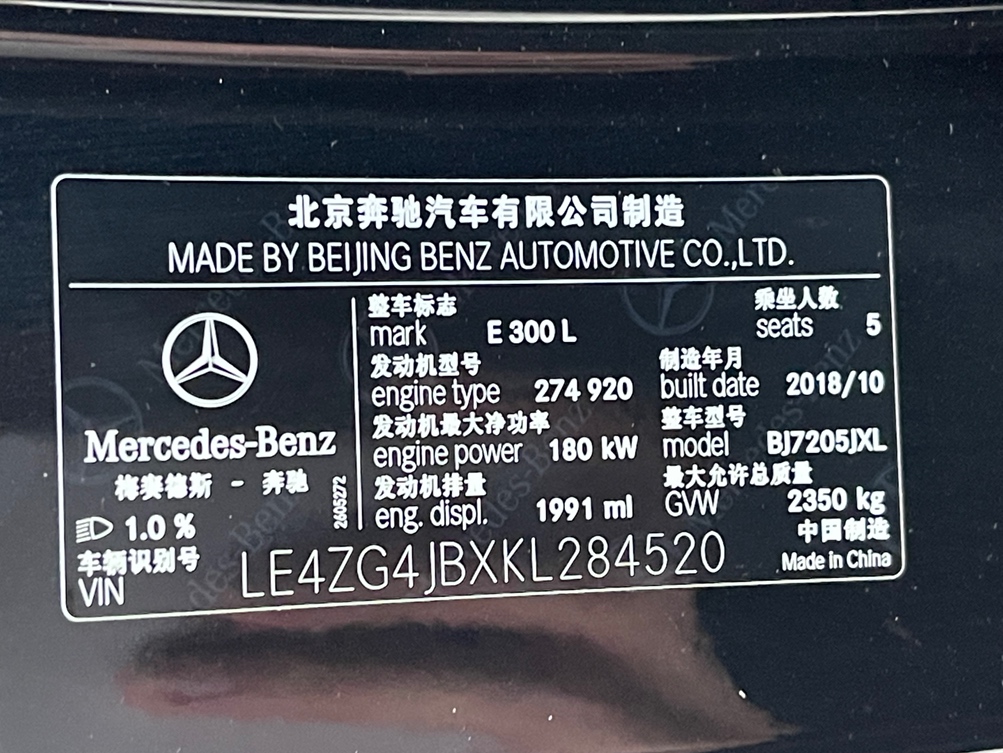 北京奔驰汽车有限公司制造
MADE BY BEIJING BENZ AUTOMOTIVE CO.,LTD.
Mercedes-Benz
梅赛德斯 - 奔驰
1.0 %
2605272
整车标志
mark E 300 L
乘坐人数
seats 5
发动机型号
engine type 274 920
制造年月
built date 2018/10
发动机最大净功率
engine power 180 kW
整车型号
model BJ7205JXL
发动机排量
eng. displ. 1991 ml
最大允许总质量
GVW 2350 kg
中国制造
Made in China
车辆识别号
VIN LE4ZG4JBXKL284520